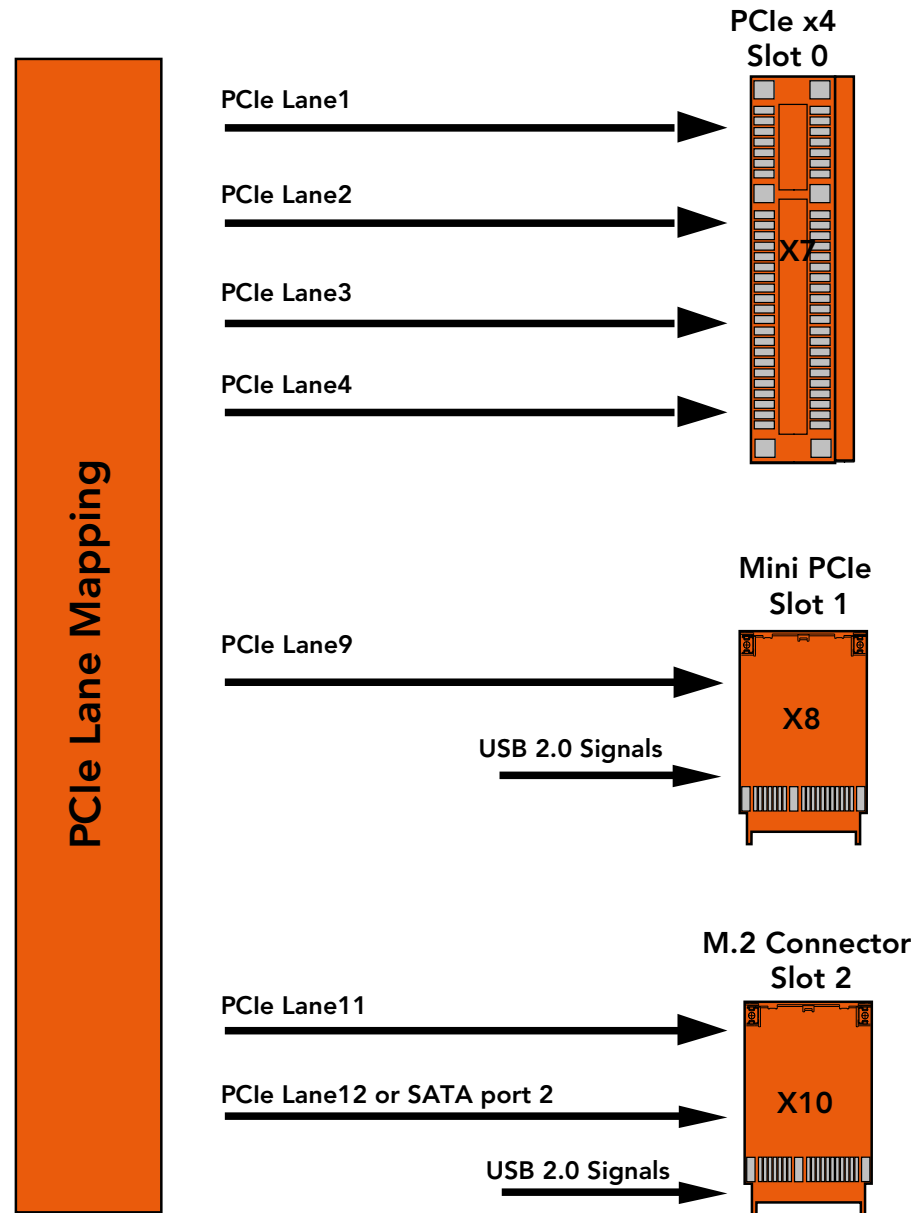 PCIe x4
Slot 0
PCIe Lane1
PCIe Lane2
X7
PCIe Lane3
PCIe Lane4
PCIe Lane Mapping
Mini PCIe
Slot 1
PCIe Lane9
X8
USB 2.0 Signals
M.2 Connector
Slot 2
PCIe Lane11
PCIe Lane12 or SATA port 2
X10
USB 2.0 Signals